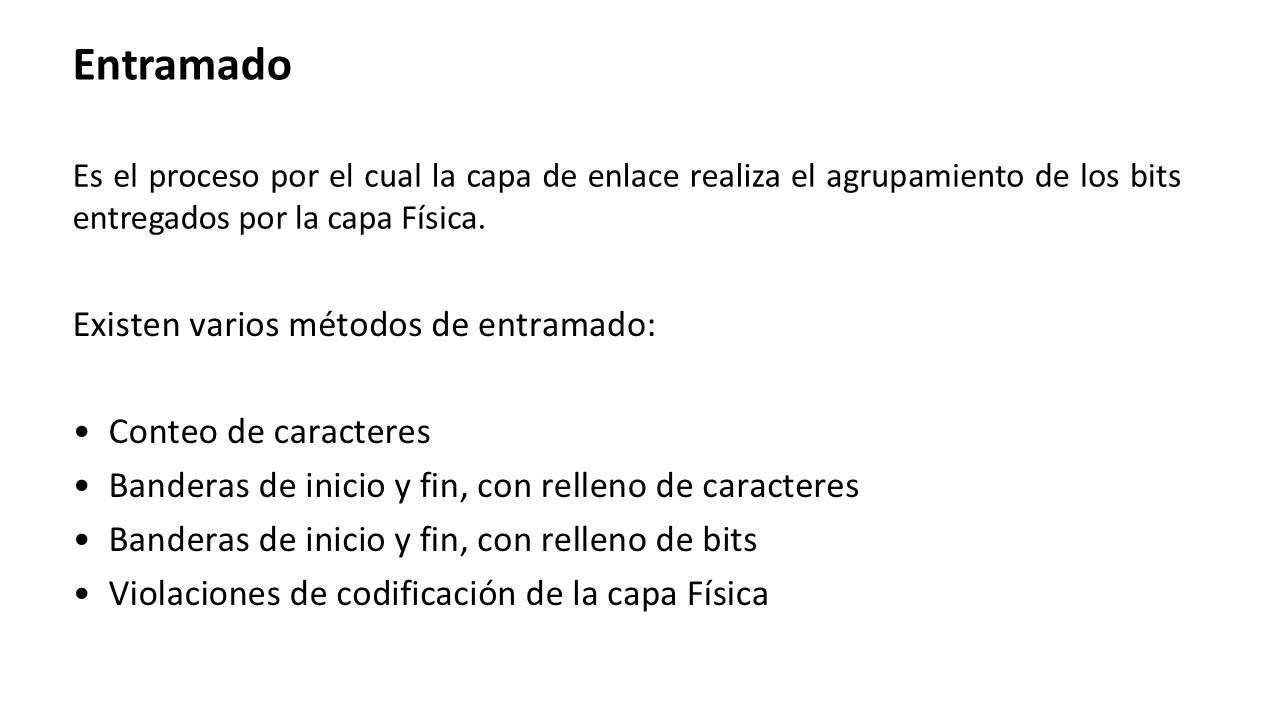 Entramado
Es el proceso por el cual la capa de enlace realiza el agrupamiento de los bits
entregados por la capa Física.
Existen varios métodos de entramado:
• Conteo de caracteres
• Banderas de inicio y fin, con relleno de caracteres
• Banderas de inicio y fin, con relleno de bits
• Violaciones de codificación de la capa Física